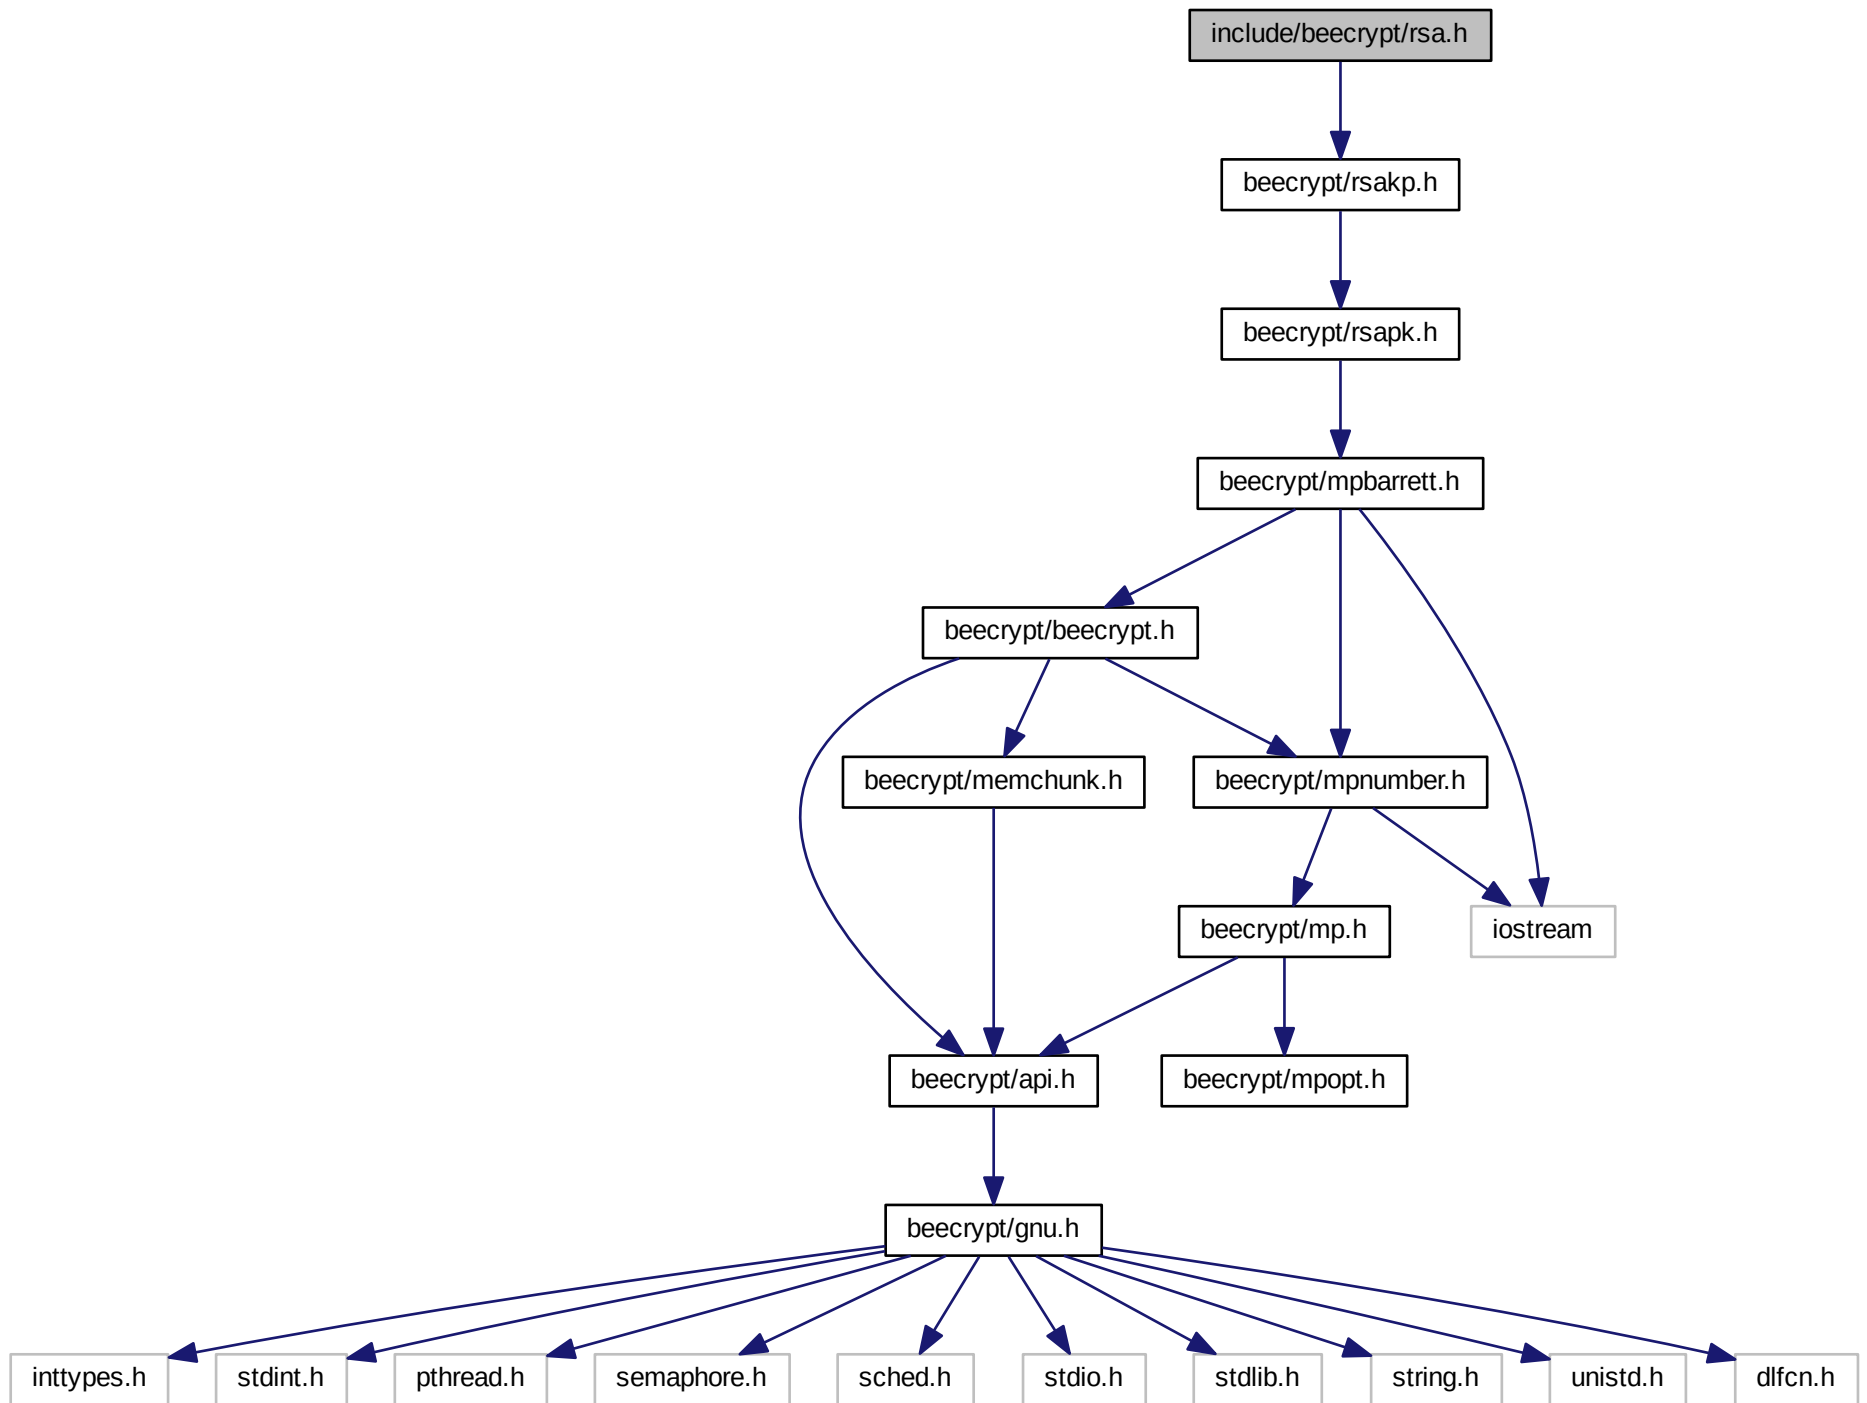 include/beecrypt/rsa.h
beecrypt/rsakp.h
beecrypt/rsapk.h
beecrypt/mpbarrett.h
beecrypt/beecrypt.h
beecrypt/memchunk.h
beecrypt/mpnumber.h
beecrypt/mp.h
iostream
beecrypt/api.h
beecrypt/mpopt.h
beecrypt/gnu.h
inttypes.h
stdint.h
pthread.h
semaphore.h
sched.h
stdio.h
stdlib.h
string.h
unistd.h
dlfcn.h